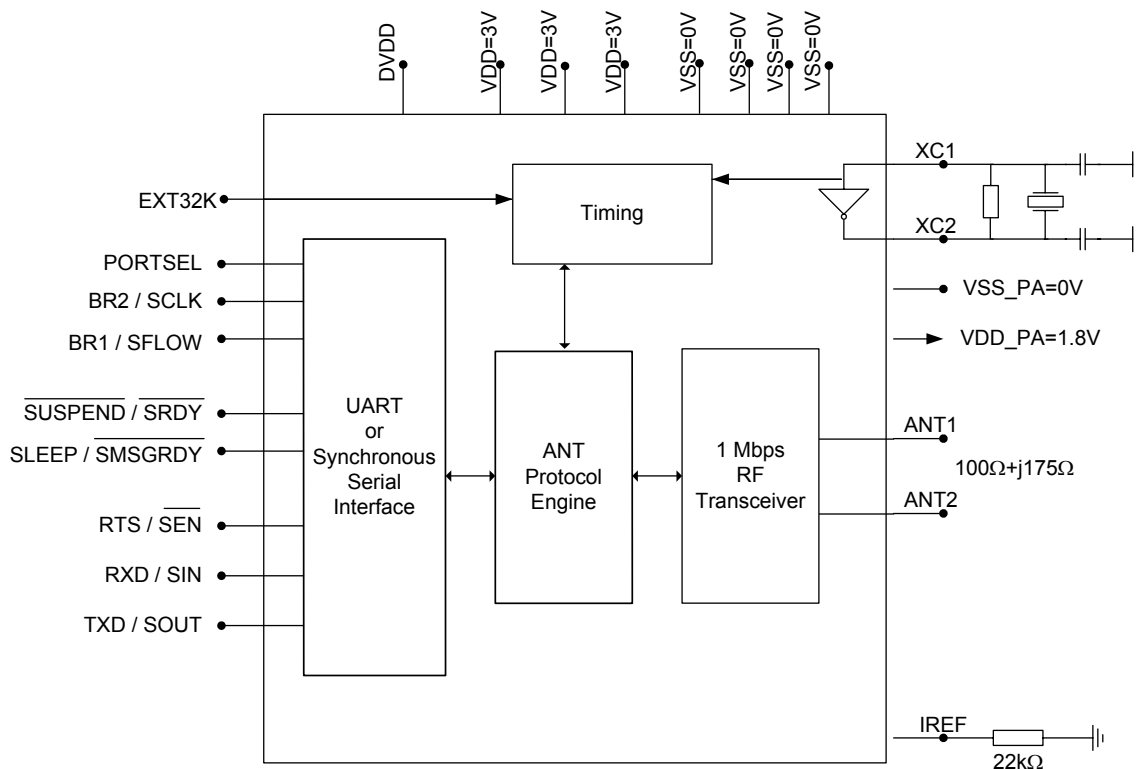 DVDD
VDD=3V
VDD=3V
VDD=3V
VSS=0V
VSS=0V
VSS=0V
VSS=0V
XC1
EXT32K
Timing
XC2
PORTSEL
BR2 / SCLK
VSS_PA=0V
BR1 / SFLOW
VDD_PA=1.8V
SUSPEND / SRDY
SLEEP / SMSGRDY
UART
or
Synchronous
Serial
Interface
ANT
Protocol
Engine
1 Mbps
RF
Transceiver
ANT1
100Ω+j175Ω
ANT2
RTS / SEN
RXD / SIN
TXD / SOUT
IREF
22kΩ